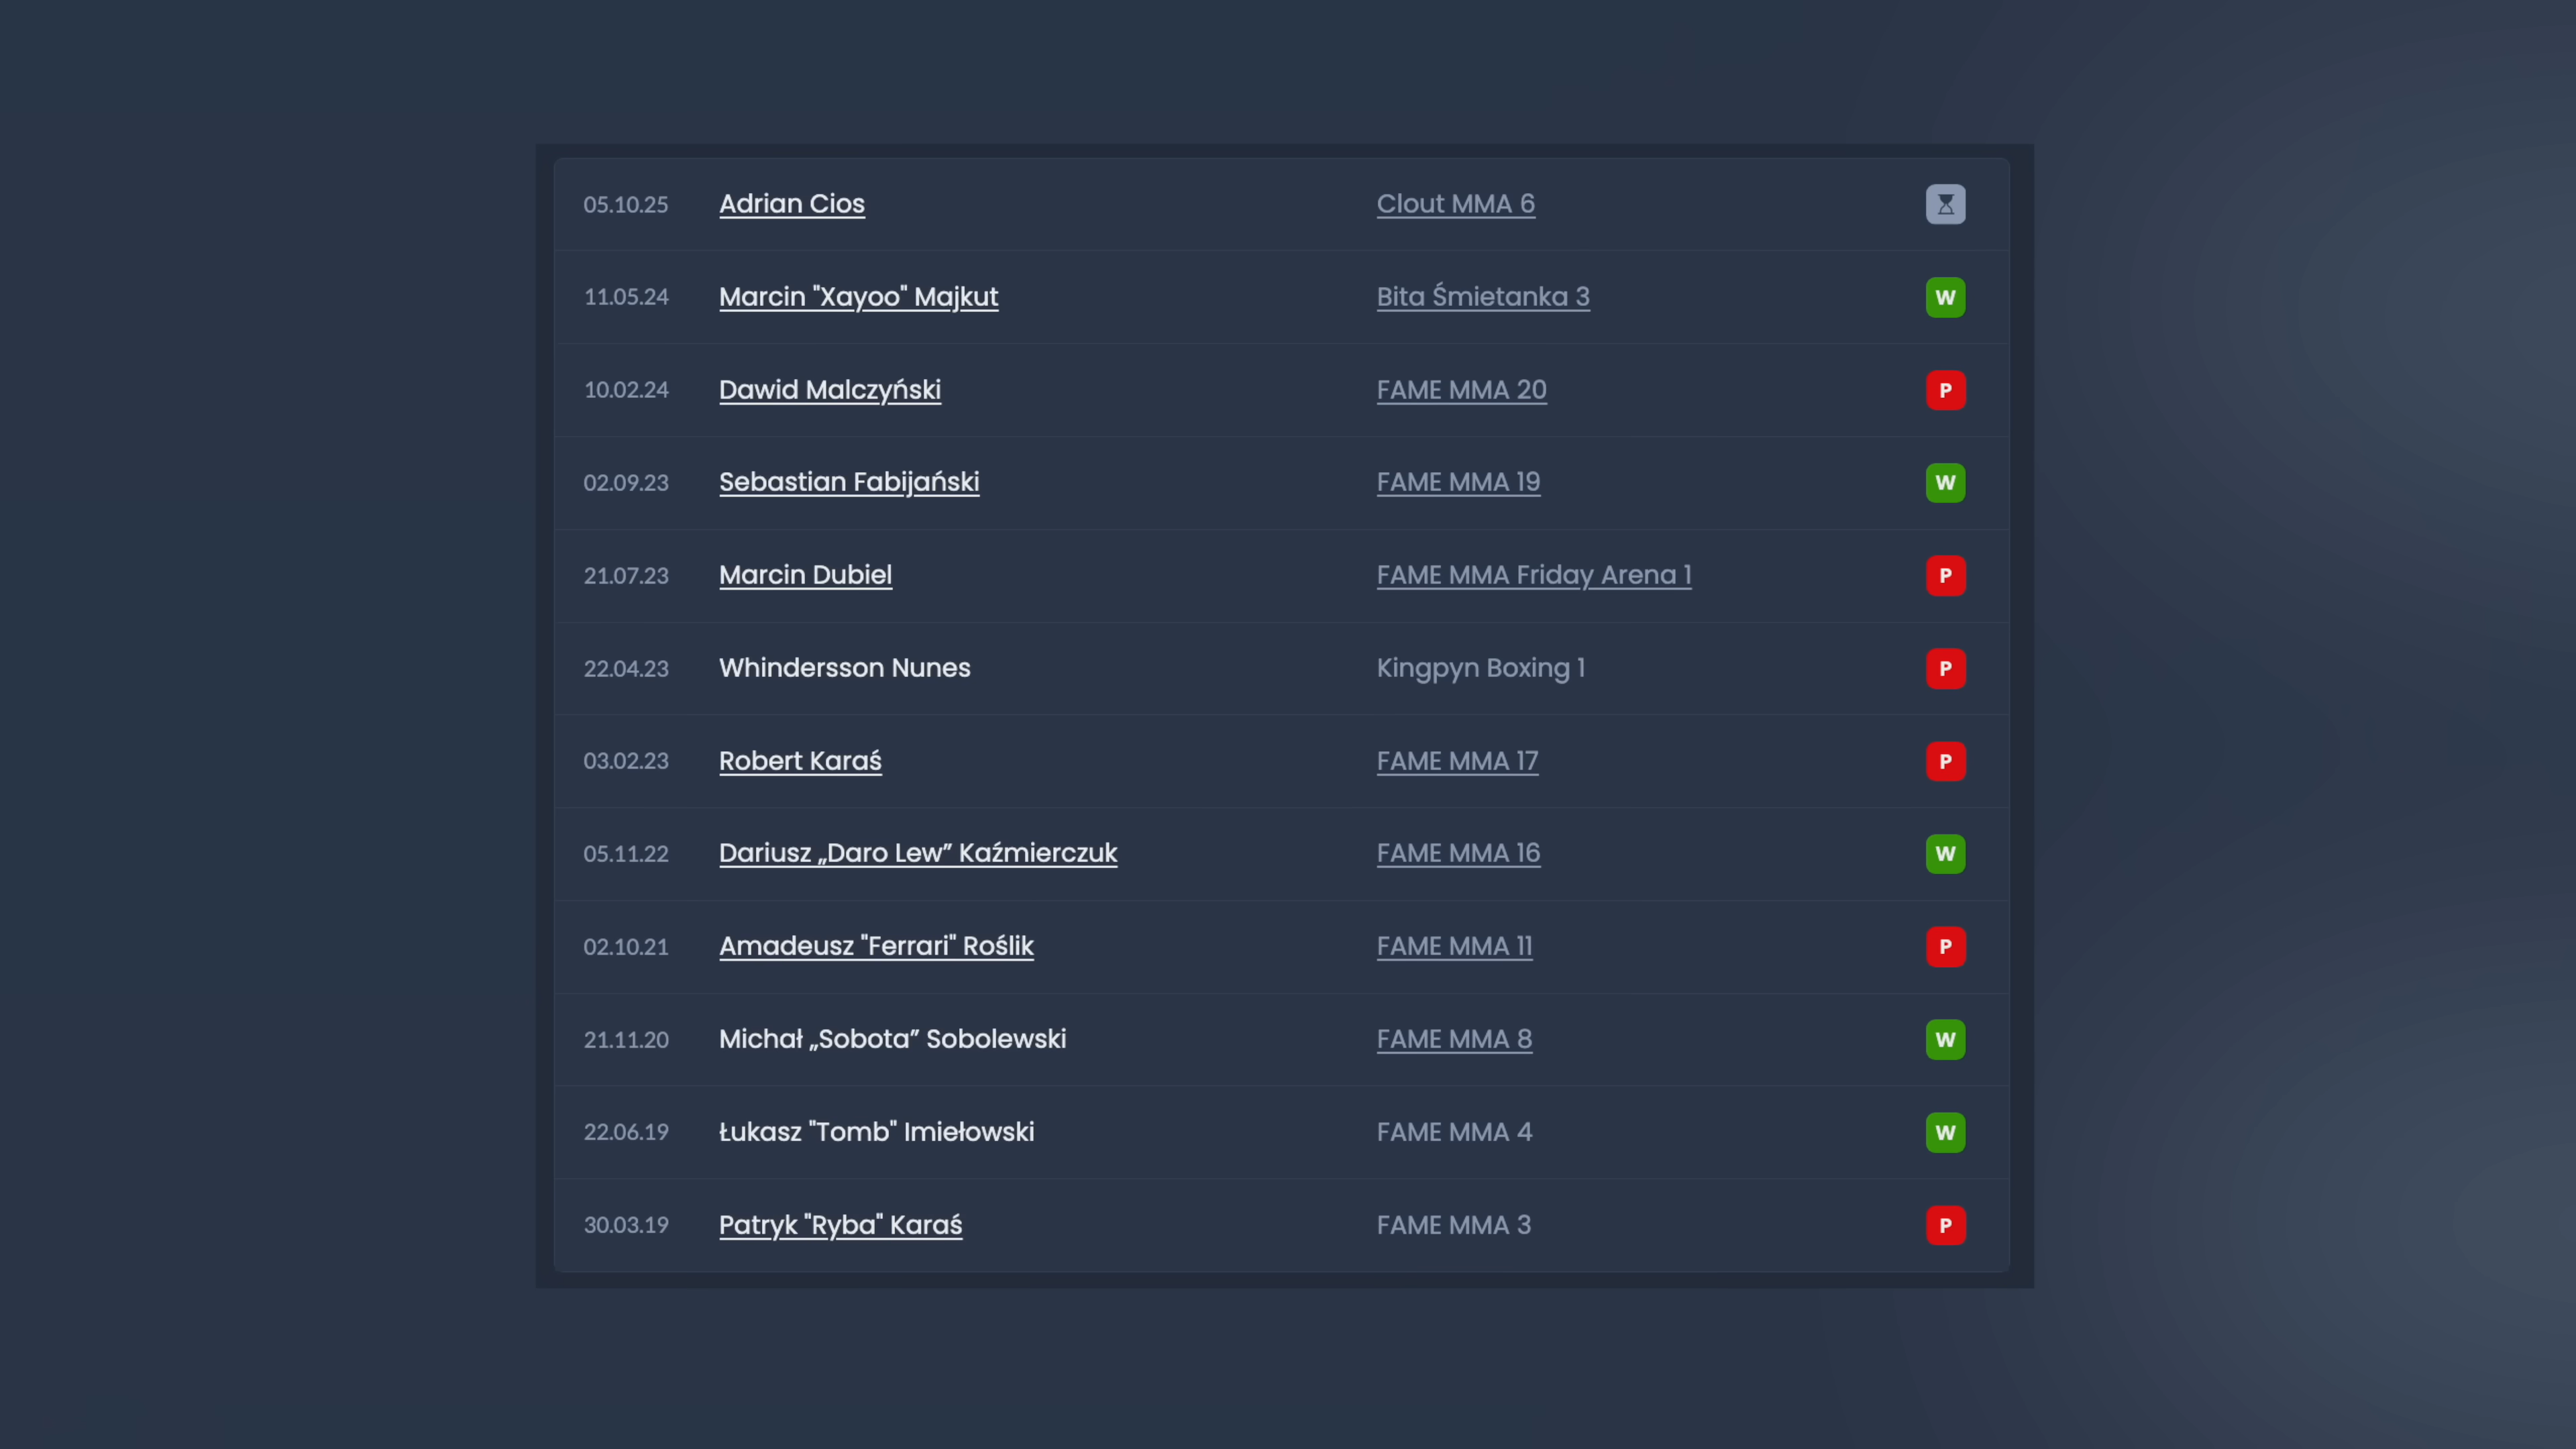 05.10.25 Adrian Cios Clout MMA 6
11.05.24 Marcin "Xayoo" Majkut Bita Śmietanka 3 W
10.02.24 Dawid Malczyński FAME MMA 20 P
02.09.23 Sebastian Fabijański FAME MMA 19 W
21.07.23 Marcin Dubiel FAME MMA Friday Arena 1 P
22.04.23 Whindersson Nunes Kingpyn Boxing 1 P
03.02.23 Robert Karaś FAME MMA 17 P
05.11.22 Dariusz „Daro Lew” Kaźmierczuk FAME MMA 16 W
02.10.21 Amadeusz "Ferrari" Roślik FAME MMA 11 P
21.11.20 Michał „Sobota” Sobolewski FAME MMA 8 W
22.06.19 Łukasz "Tomb" Imiełowski FAME MMA 4 W
30.03.19 Patryk "Ryba" Karaś FAME MMA 3 P